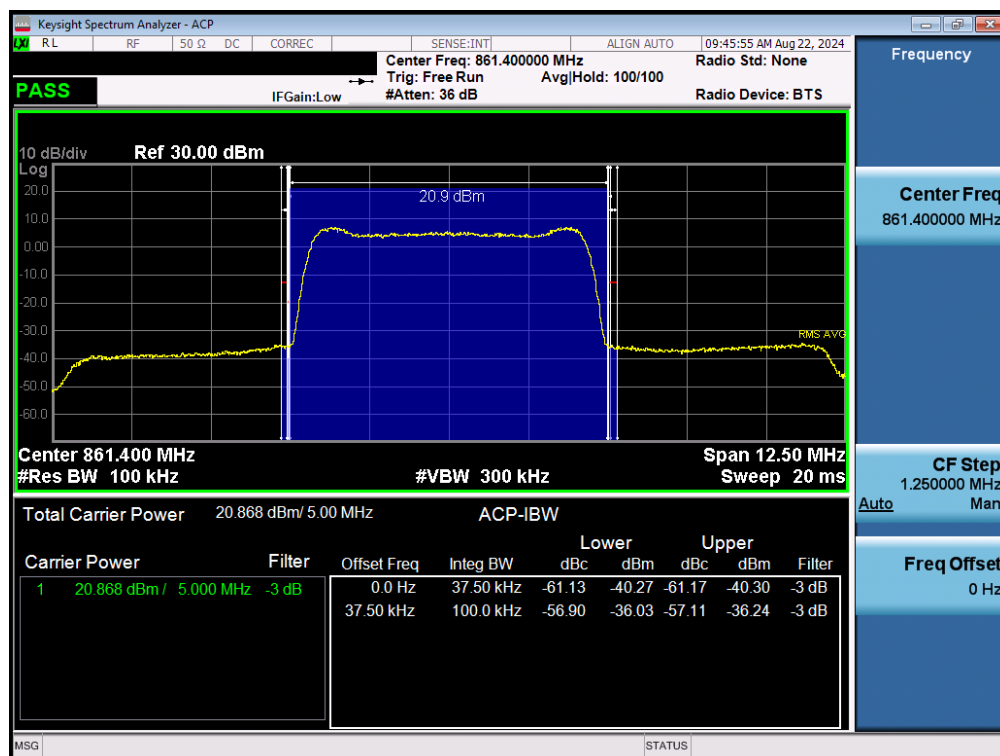 Keysight Spectrum Analyzer - ACP
LXI RL RF 50 Ω DC CORREC SENSE:INT ALIGN AUTO 09:45:55 AM Aug 22, 2024
Center Freq: 861.400000 MHz Radio Std: None
Trig: Free Run Avg|Hold: 100/100
PASS IFGain:Low #Atten: 36 dB Radio Device: BTS
10 dB/div Ref 30.00 dBm
Log
20.0
20.9 dBm
10.0
0.00
-10.0
-20.0
-30.0
RMS AVG
-40.0
-50.0
-60.0
Center 861.400 MHz Span 12.50 MHz
#Res BW 100 kHz #VBW 300 kHz Sweep 20 ms
Total Carrier Power 20.868 dBm/ 5.00 MHz ACP-IBW
Lower Upper
Carrier Power Filter Offset Freq Integ BW dBc dBm dBc dBm Filter
1 20.868 dBm / 5.000 MHz -3 dB 0.0 Hz 37.50 kHz -61.13 -40.27 -61.17 -40.30 -3 dB
37.50 kHz 100.0 kHz -56.90 -36.03 -57.11 -36.24 -3 dB
MSG STATUS
Frequency
Center Freq
861.400000 MHz
CF Step
1.250000 MHz
Auto Man
Freq Offset
0 Hz